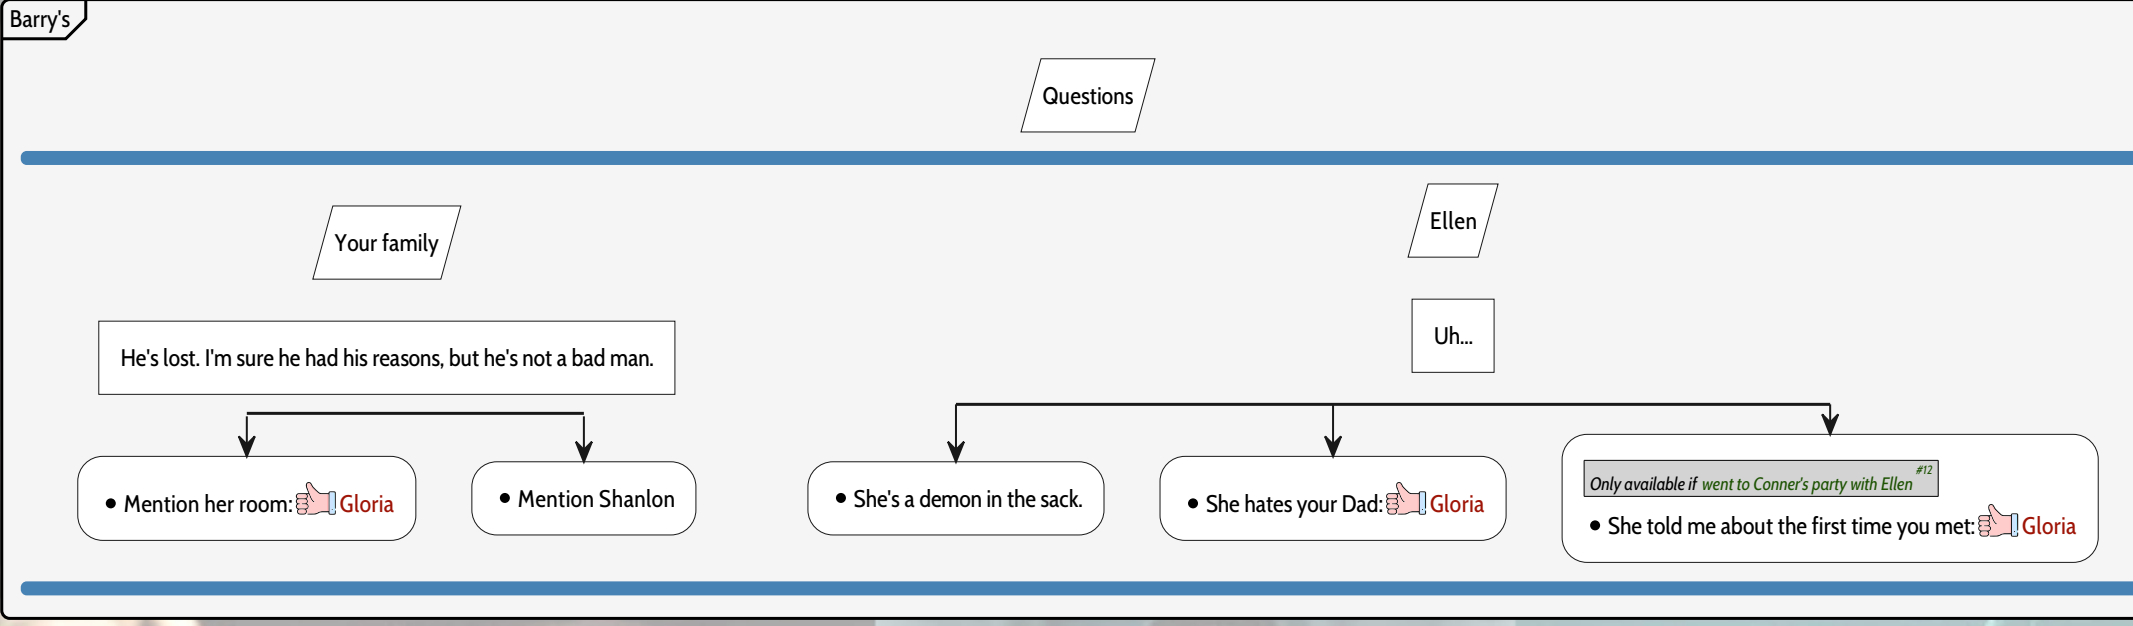 Barry's
Questions
Your family
Ellen
He's lost. I'm sure he had his reasons, but he's not a bad man.
Uh...
• Mention her room: Gloria
• Mention Shanlon
• She's a demon in the sack.
• She hates your Dad: Gloria
Only available if went to Conner's party with Ellen #12
• She told me about the first time you met: Gloria